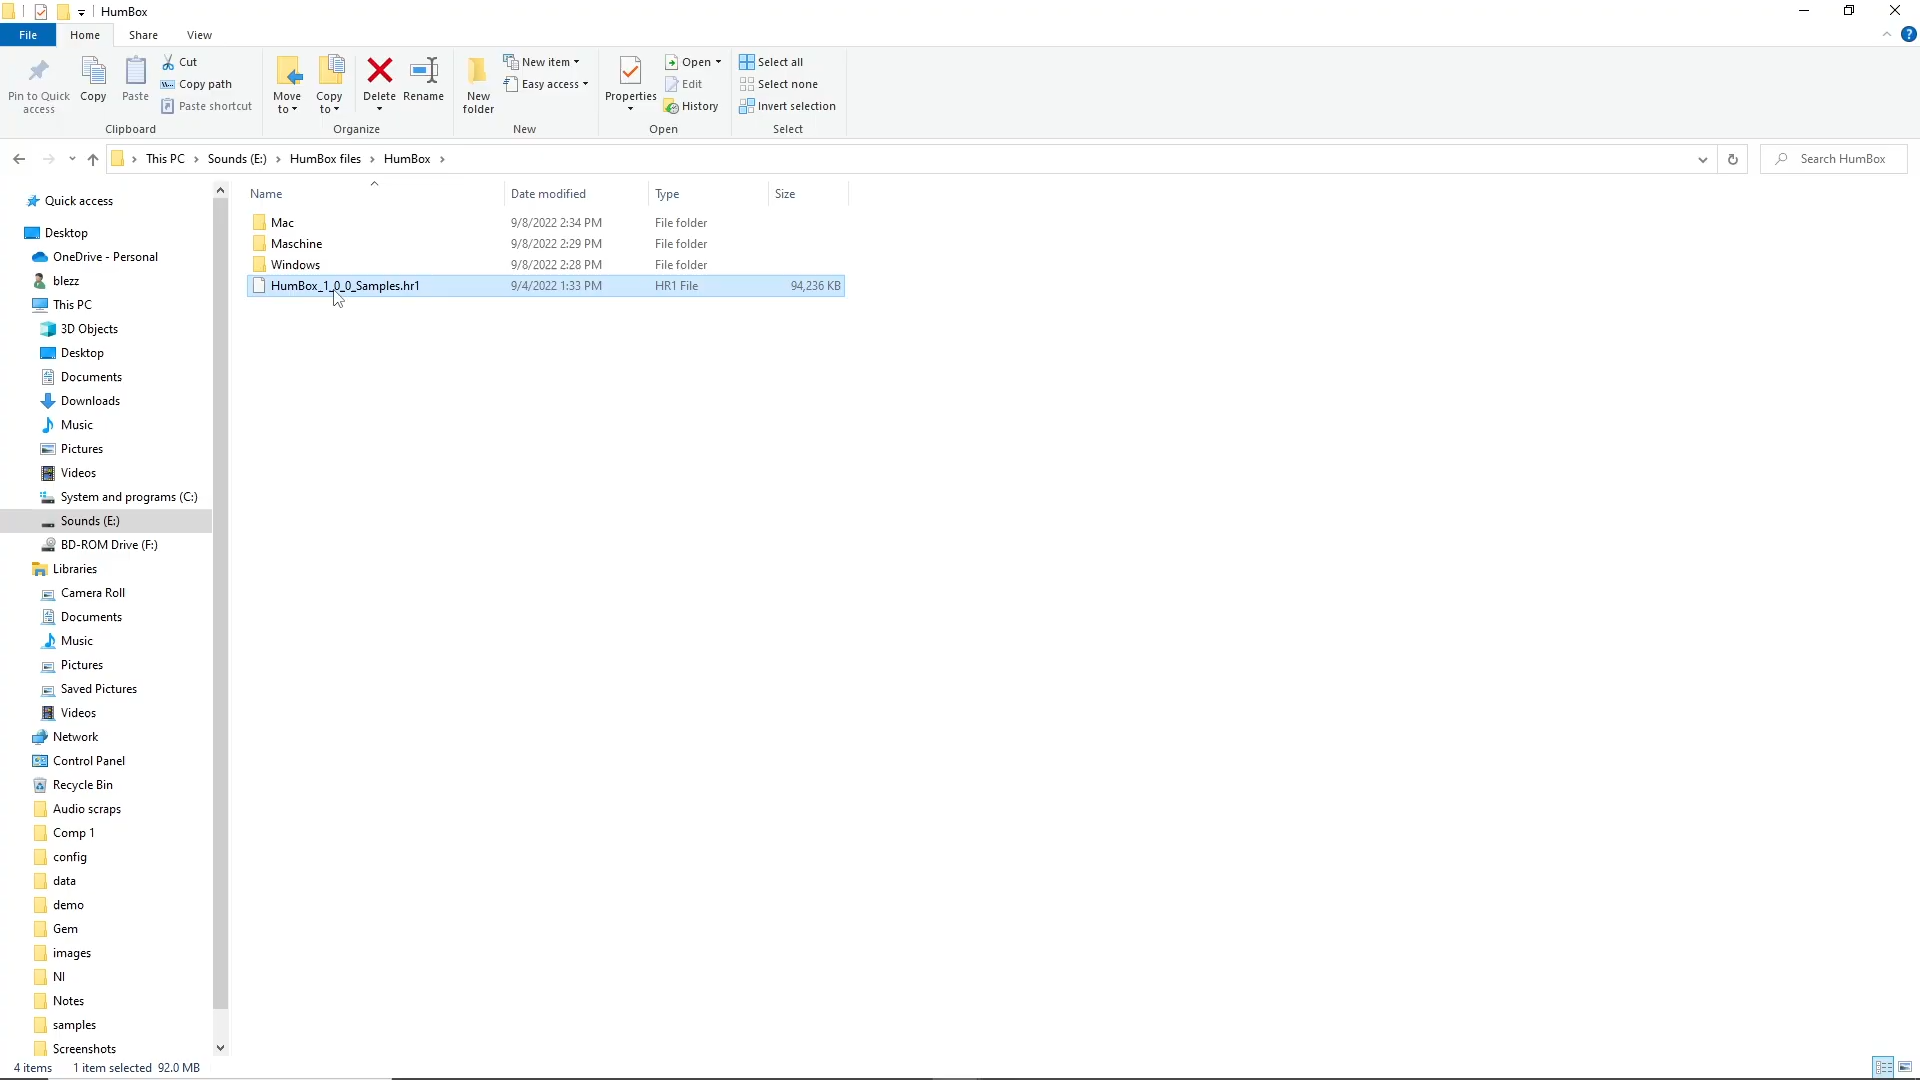 HumBox
File Home Share View
Pin to Quick access
Copy
Paste
Cut
Copy path
Paste shortcut
Clipboard
Move to
Copy to
Delete
Rename
Organize
New folder
New item
Easy access
New
Properties
Open
Edit
History
Open
Select all
Select none
Invert selection
Select
This PC › Sounds (E:) › HumBox files › HumBox ›
Search HumBox
Name Date modified Type Size
Mac 9/8/2022 2:34 PM File folder
Maschine 9/8/2022 2:29 PM File folder
Windows 9/8/2022 2:28 PM File folder
HumBox_1_0_0_Samples.hr1 9/4/2022 1:33 PM HR1 File 94,236 KB
Quick access
Desktop
OneDrive - Personal
blezz
This PC
3D Objects
Desktop
Documents
Downloads
Music
Pictures
Videos
System and programs (C:)
Sounds (E:)
BD-ROM Drive (F:)
Libraries
Camera Roll
Documents
Music
Pictures
Saved Pictures
Videos
Network
Control Panel
Recycle Bin
Audio scraps
Comp 1
config
data
demo
Gem
images
NI
Notes
samples
Screenshots
4 items 1 item selected 92.0 MB